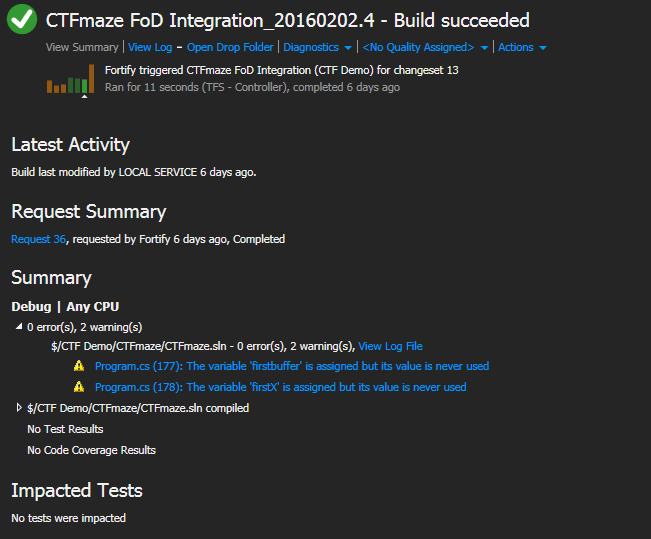 CTFmaze FoD Integration_20160202.4 - Build succeeded
View Summary | View Log - Open Drop Folder | Diagnostics | <No Quality Assigned> | Actions
Fortify triggered CTFmaze FoD Integration (CTF Demo) for changeset 13
Ran for 11 seconds (TFS - Controller), completed 6 days ago
Latest Activity
Build last modified by LOCAL SERVICE 6 days ago.
Request Summary
Request 36, requested by Fortify 6 days ago, Completed
Summary
Debug | Any CPU
0 error(s), 2 warning(s)
$/CTF Demo/CTFmaze/CTFmaze.sln - 0 error(s), 2 warning(s), View Log File
Program.cs (177): The variable 'firstbuffer' is assigned but its value is never used
Program.cs (178): The variable 'firstX' is assigned but its value is never used
$/CTF Demo/CTFmaze/CTFmaze.sln compiled
No Test Results
No Code Coverage Results
Impacted Tests
No tests were impacted